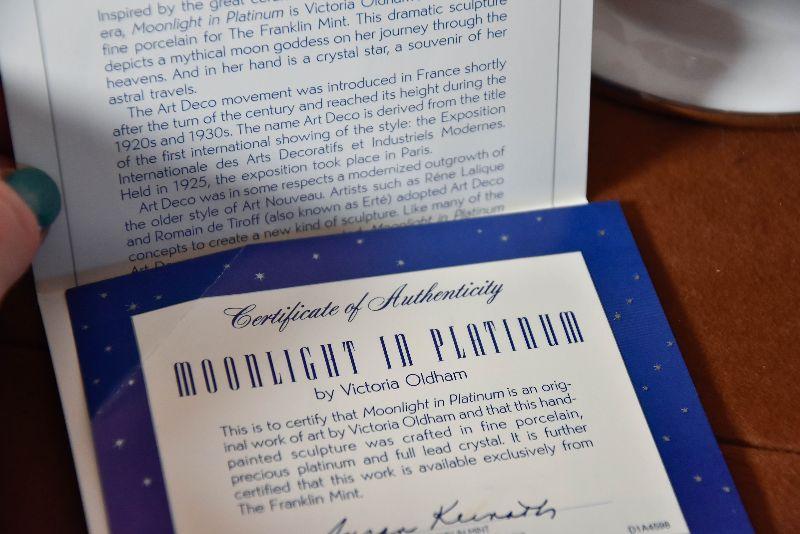 Inspired by the great
era, Moonlight in Platinum is Victoria Oldham's
fine porcelain for The Franklin Mint. This dramatic sculpture
depicts a mythical moon goddess on her journey through the
heavens. And in her hand is a crystal star, a souvenir of her
astral travels.
The Art Deco movement was introduced in France shortly
after the turn of the century and reached its height during the
1920s and 1930s. The name Art Deco is derived from the title
of the first international showing of the style: the Exposition
Internationale des Arts Decoratifs et Industriels Modernes.
Held in 1925, the exposition took place in Paris.
Art Deco was in some respects a modernized outgrowth of
the older style of Art Nouveau. Artists such as Réne Lalique
and Romain de Tiroff (also known as Erté) adopted Art Deco
concepts to create a new kind of sculpture. Like many of the
Moonlight in Platinum
Art
Certificate of Authenticity
MOONLIGHT IN PLATINUM
by Victoria Oldham
This is to certify that Moonlight in Platinum is an orig-
inal work of art by Victoria Oldham and that this hand-
painted sculpture was crafted in fine porcelain,
precious platinum and full lead crystal. It is further
certified that this work is available exclusively from
The Franklin Mint.
D1A4598